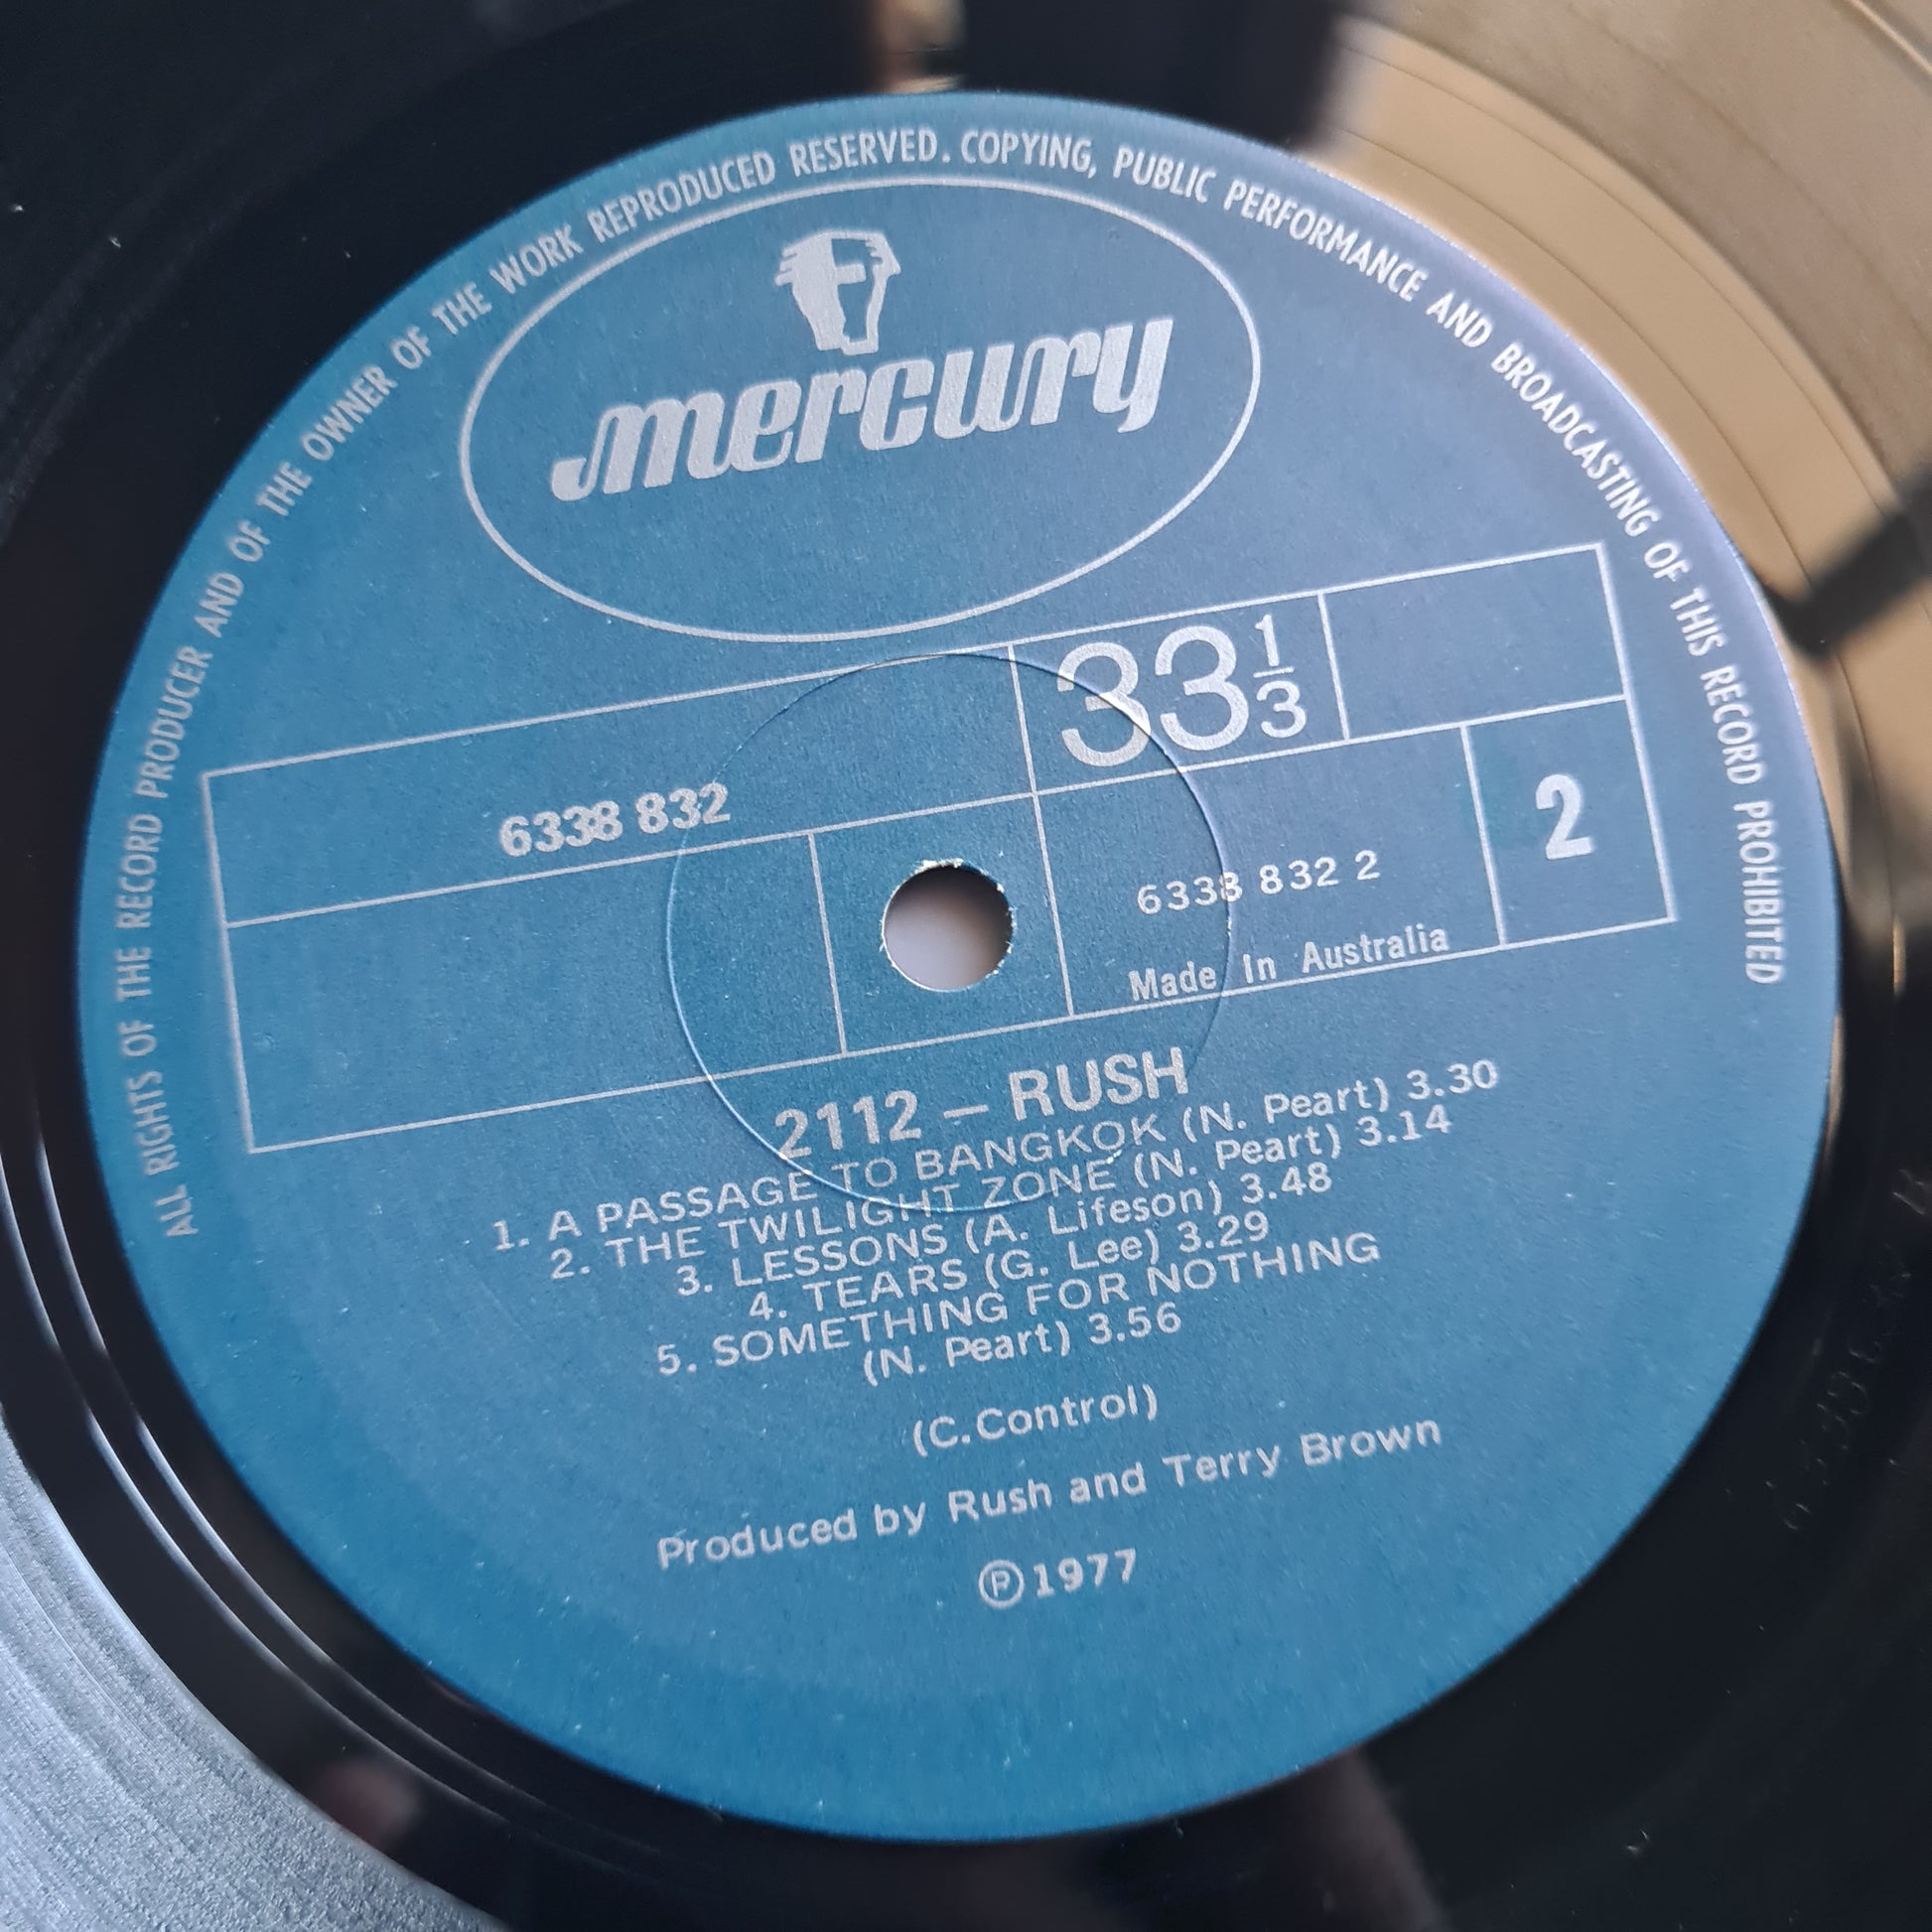 ALL RIGHTS OF THE RECORD PRODUCER AND OF THE OWNER OF THE WORK REPRODUCED RESERVED. COPYING, PUBLIC PERFORMANCE AND BROADCASTING OF THIS RECORD PROHIBITED
mercury
33 1/3
6338 832
2
6338 832 2
Made In Australia
2112 – RUSH
1. A PASSAGE TO BANGKOK (N. Peart) 3.30
2. THE TWILIGHT ZONE (N. Peart) 3.14
3. LESSONS (A. Lifeson) 3.48
4. TEARS (G. Lee) 3.29
5. SOMETHING FOR NOTHING
(N. Peart) 3.56
(C.Control)
Produced by Rush and Terry Brown
℗1977